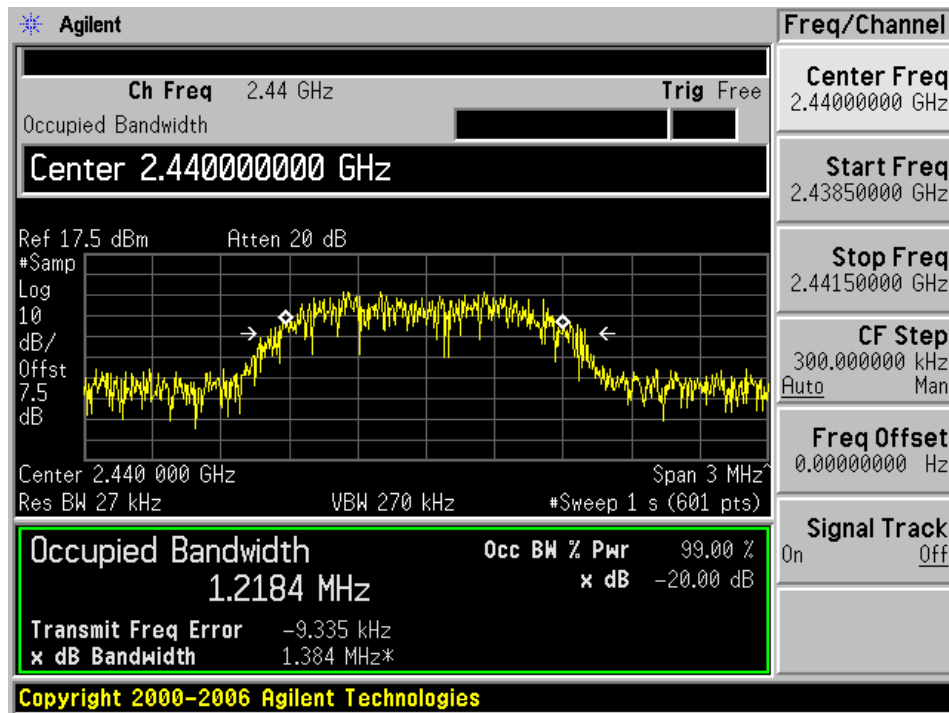 Agilent
Freq/Channel
Ch Freq 2.44 GHz Trig Free
Occupied Bandwidth
Center 2.440000000 GHz
Ref 17.5 dBm Atten 20 dB
#Samp
Log
10
dB/
Offst
7.5
dB
Center 2.440 000 GHz Span 3 MHz^
Res BW 27 kHz VBW 270 kHz #Sweep 1 s (601 pts)
Occupied Bandwidth Occ BW % Pwr 99.00 %
1.2184 MHz x dB -20.00 dB
Transmit Freq Error -9.335 kHz
x dB Bandwidth 1.384 MHz*
Copyright 2000-2006 Agilent Technologies
Center Freq
2.44000000 GHz
Start Freq
2.43850000 GHz
Stop Freq
2.44150000 GHz
CF Step
300.000000 kHz
Auto Man
Freq Offset
0.00000000 Hz
Signal Track
On Off